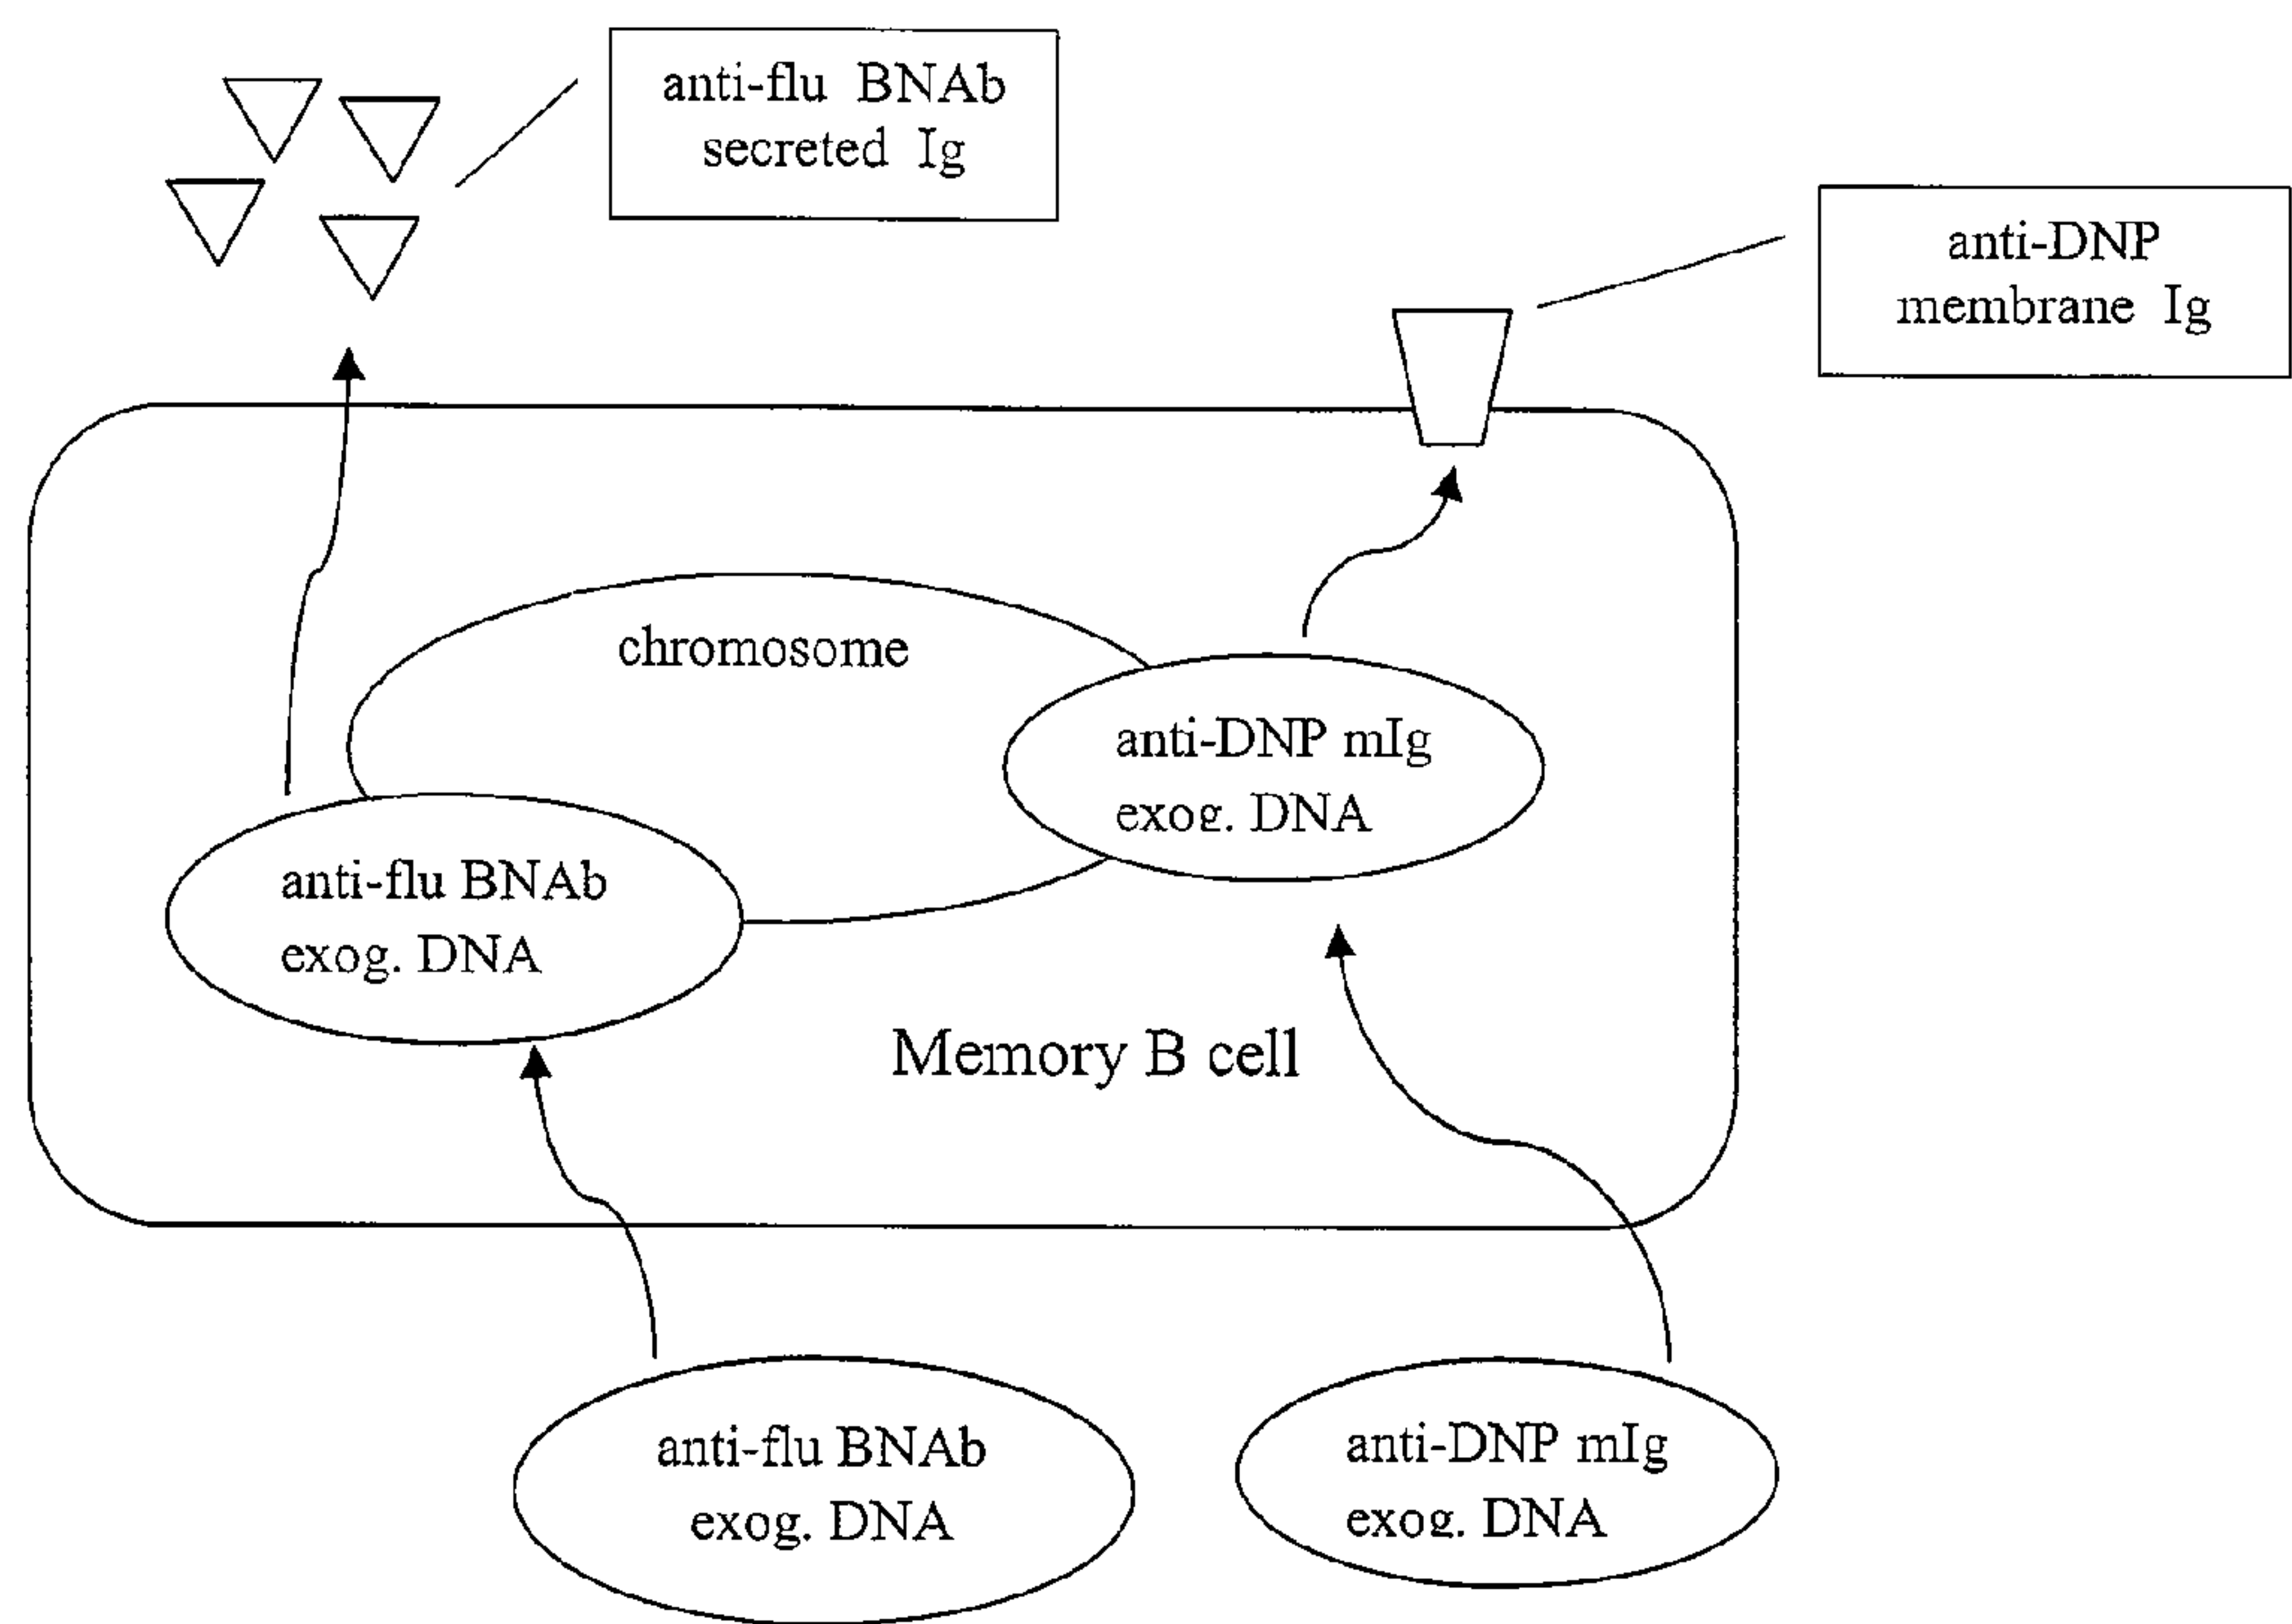 anti-flu BNAb
secreted Ig
anti-DNP
membrane Ig
chromosome
anti-DNP mIg
exog. DNA
anti-flu BNAb
exog. DNA
Memory B cell
anti-flu BNAb
exog. DNA
anti-DNP mIg
exog. DNA